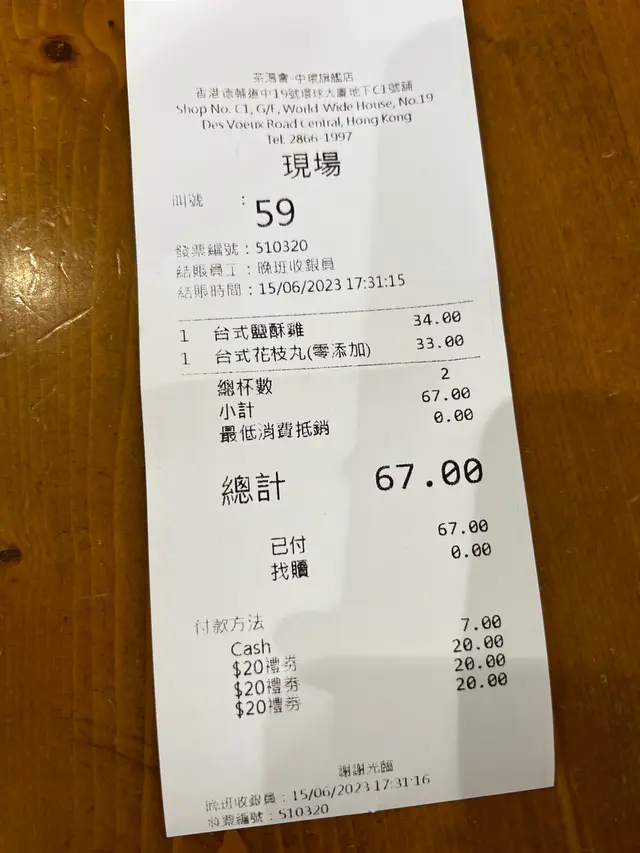 茶湯會-中環旗艦店
香港德輔道中19號環球大廈地下C1號舖
Shop No. C1, G/F, World Wide House, No.19
Des Voeux Road Central, Hong Kong
Tel: 2866-1997
現場
叫號 : 59
發票編號：510320
結賬員工：晚班收銀員
結賬時間：15/06/2023 17:31:15
1 台式鹽酥雞 34.00
1 台式花枝丸(零添加) 33.00
總杯數 2
小計 67.00
最低消費抵銷 0.00
總計 67.00
已付 67.00
找贖 0.00
付款方法
Cash 7.00
$20禮券 20.00
$20禮券 20.00
$20禮券 20.00
謝謝光臨
晚班收銀員：15/06/2023 17:31:16
發票編號：510320